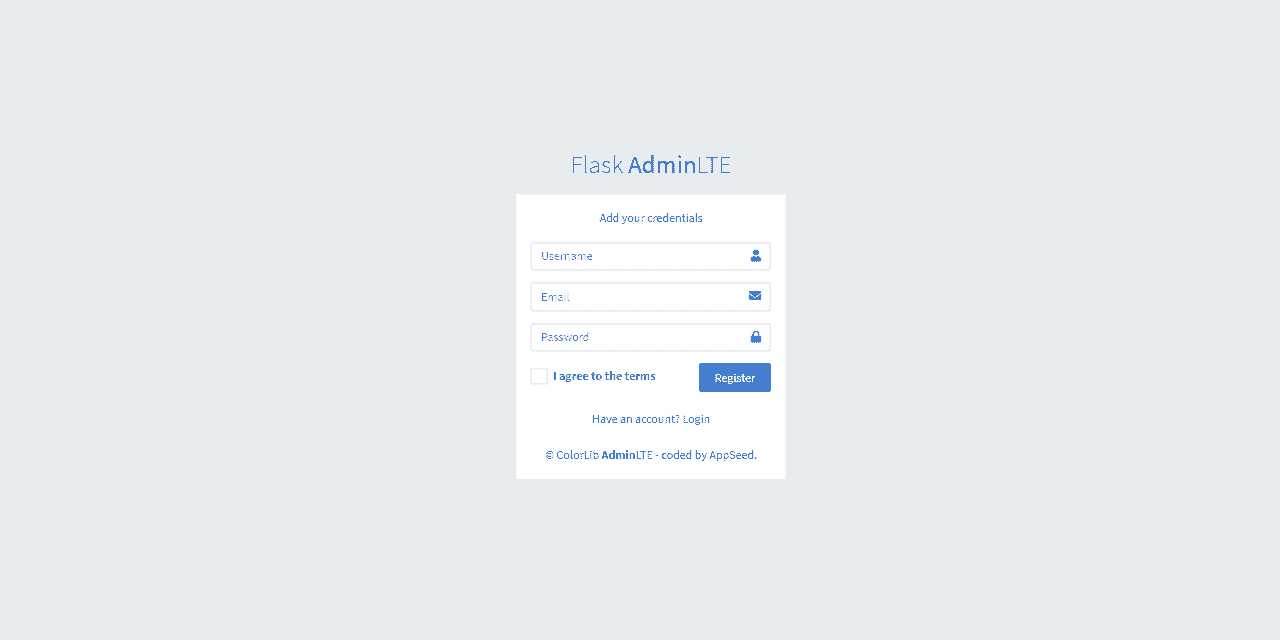 Flask AdminLTE
Add your credentials
Username
Email
Password
I agree to the terms Register
Have an account? Login
© ColorLib AdminLTE - coded by AppSeed.